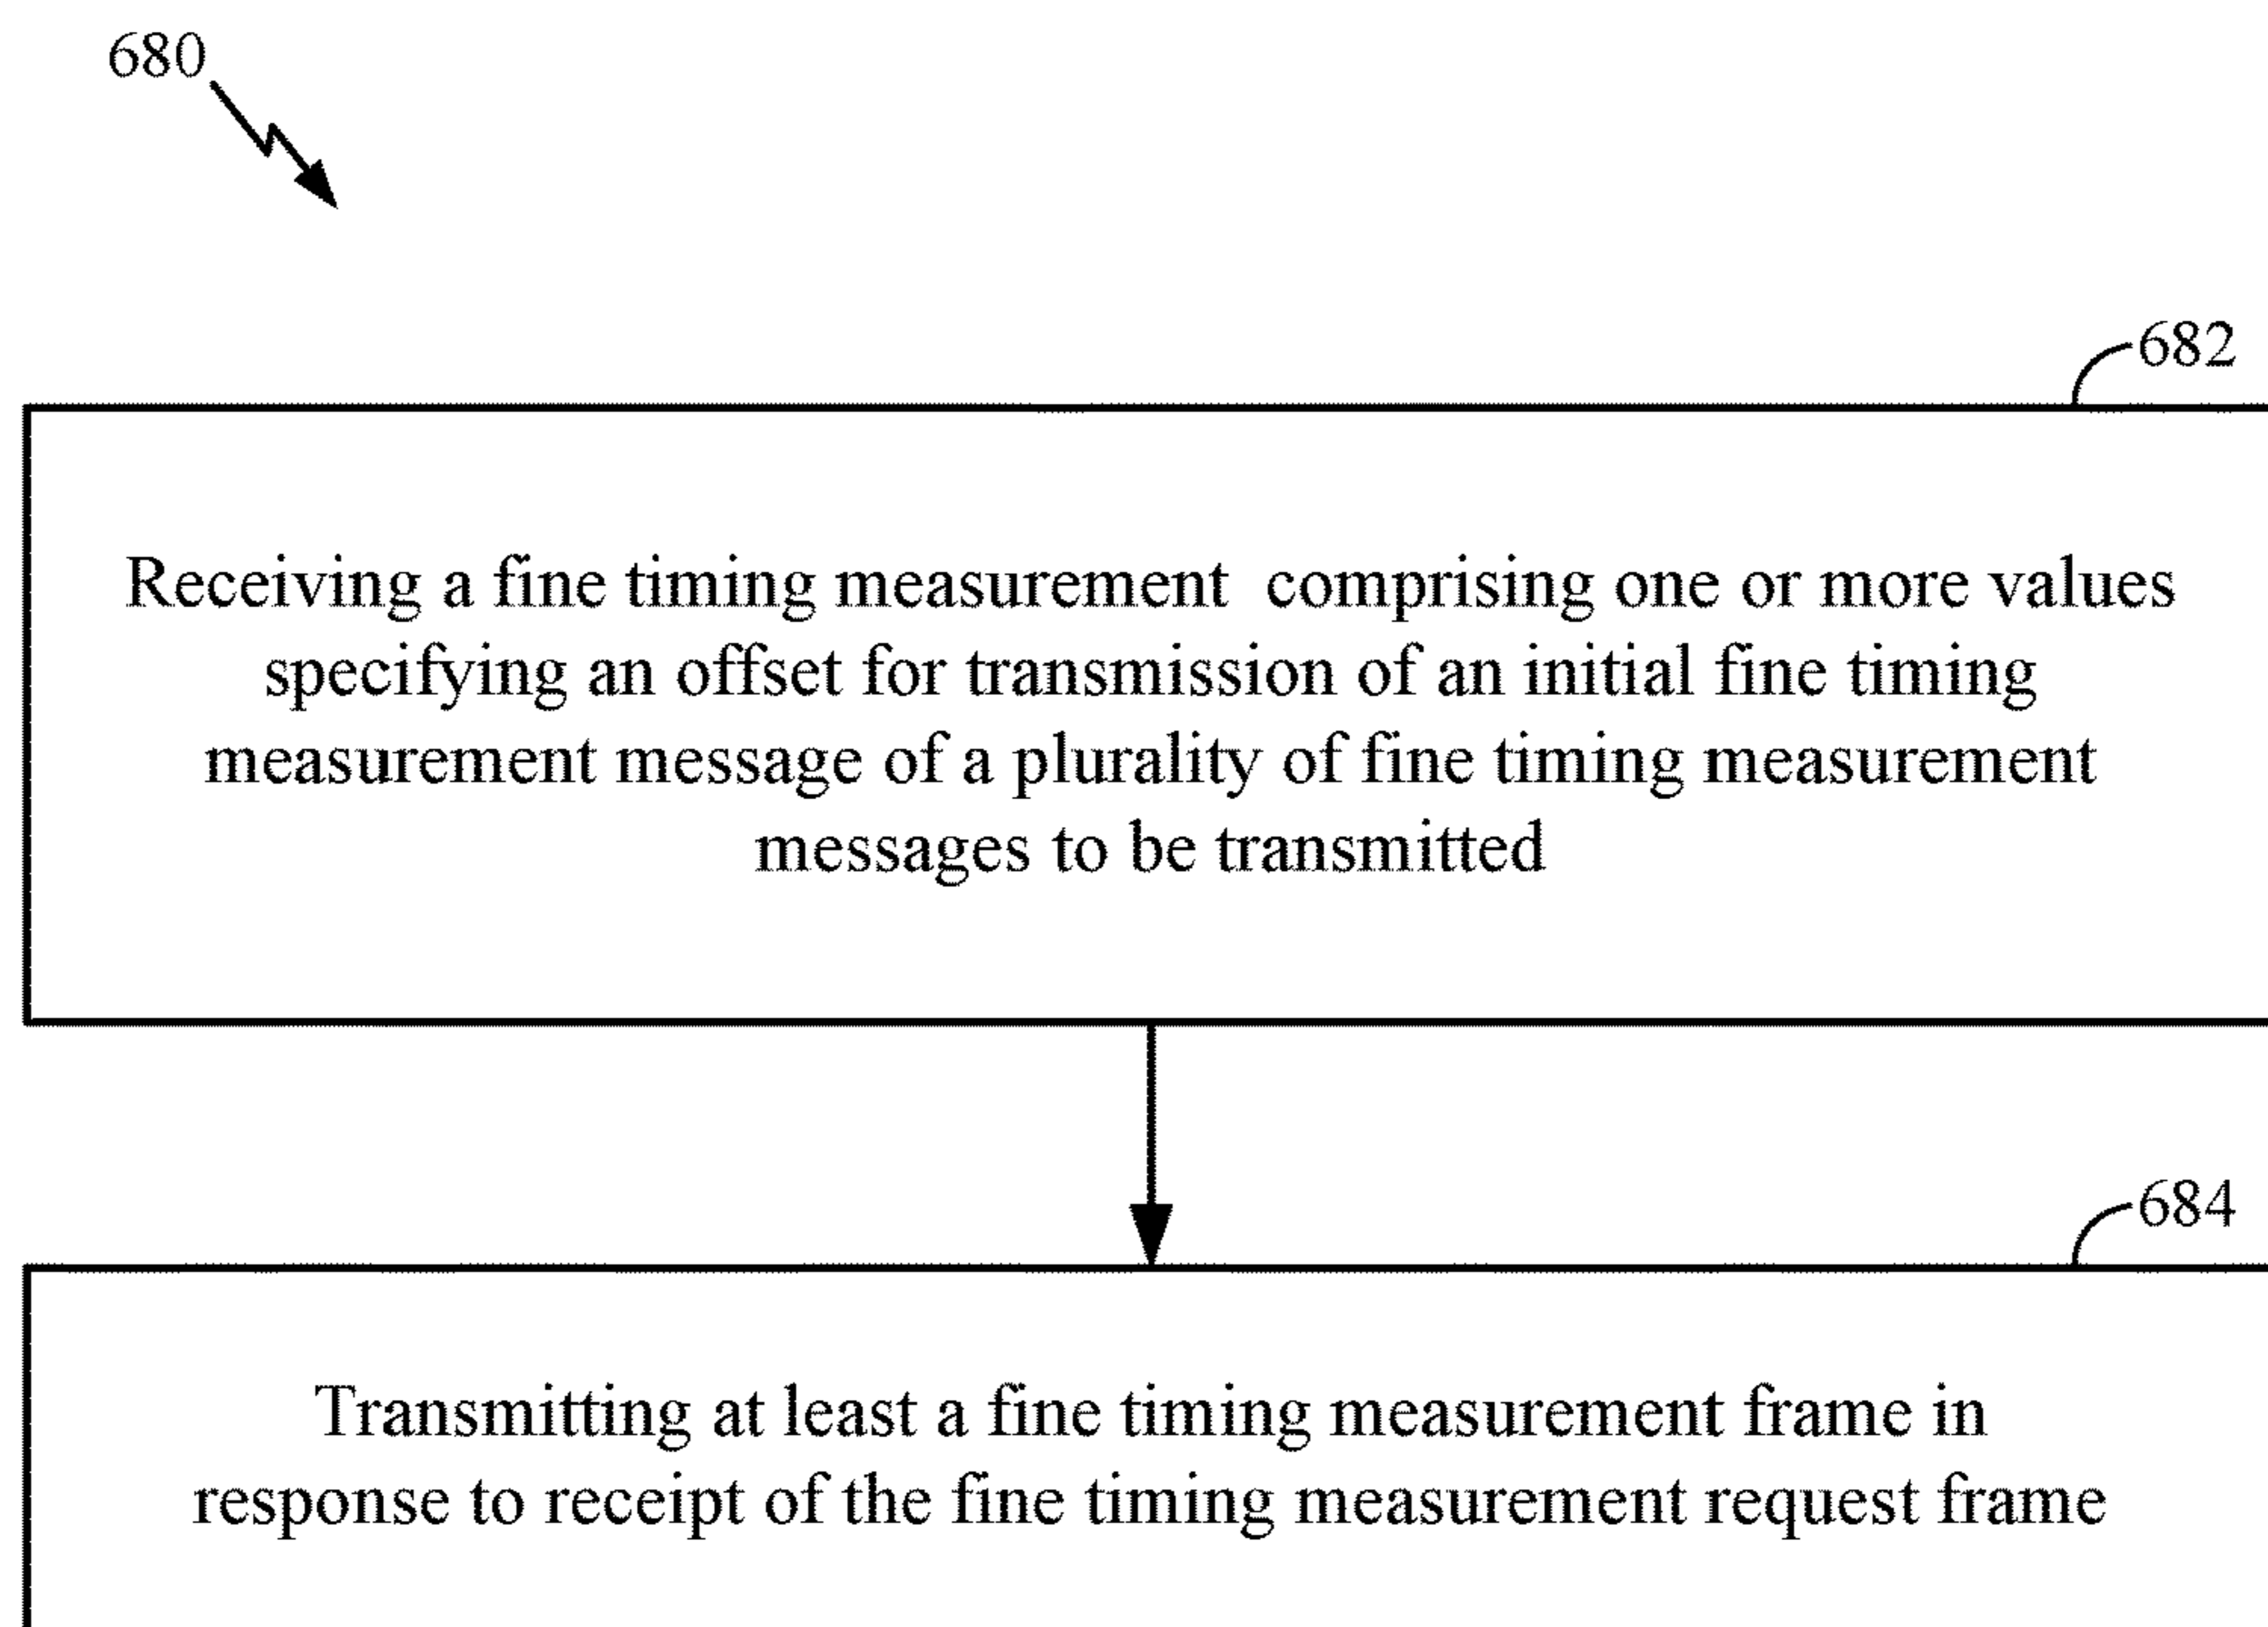 680
682
Receiving a fine timing measurement  comprising one or more values
specifying an offset for transmission of an initial fine timing
measurement message of a plurality of fine timing measurement
messages to be transmitted
684
Transmitting at least a fine timing measurement frame in
response to receipt of the fine timing measurement request frame